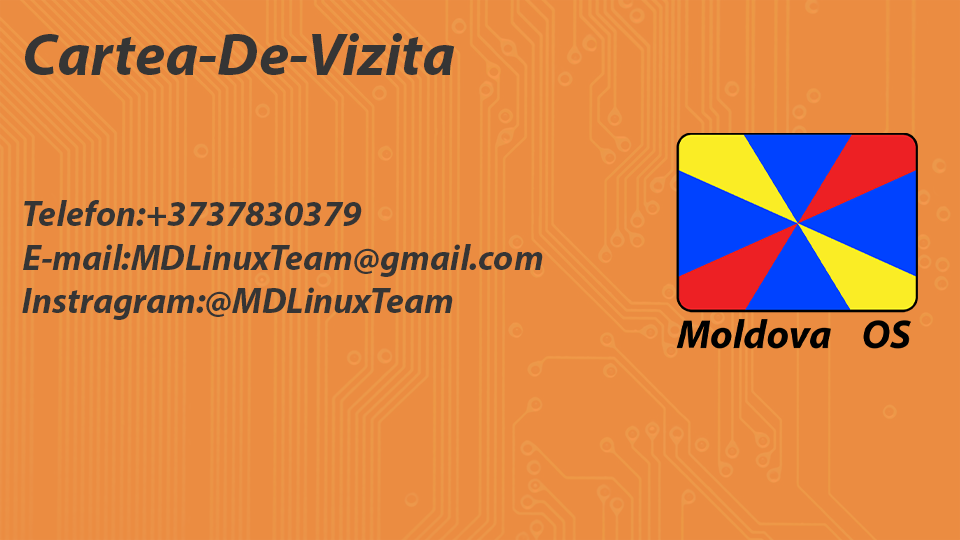 Cartea-De-Vizita
Telefon:+3737830379
E-mail:MDLinuxTeam@gmail.com
Instragram:@MDLinuxTeam
Moldova OS